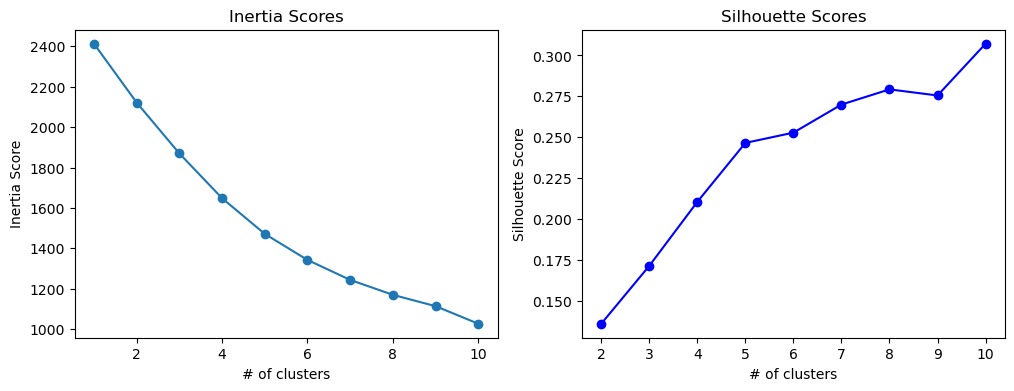 Inertia Scores
Inertia Score
2400
2200
2000
1800
1600
1400
1200
1000
2 4 6 8 10
# of clusters
Silhouette Scores
Silhouette Score
0.300
0.275
0.250
0.225
0.200
0.175
0.150
2 3 4 5 6 7 8 9 10
# of clusters